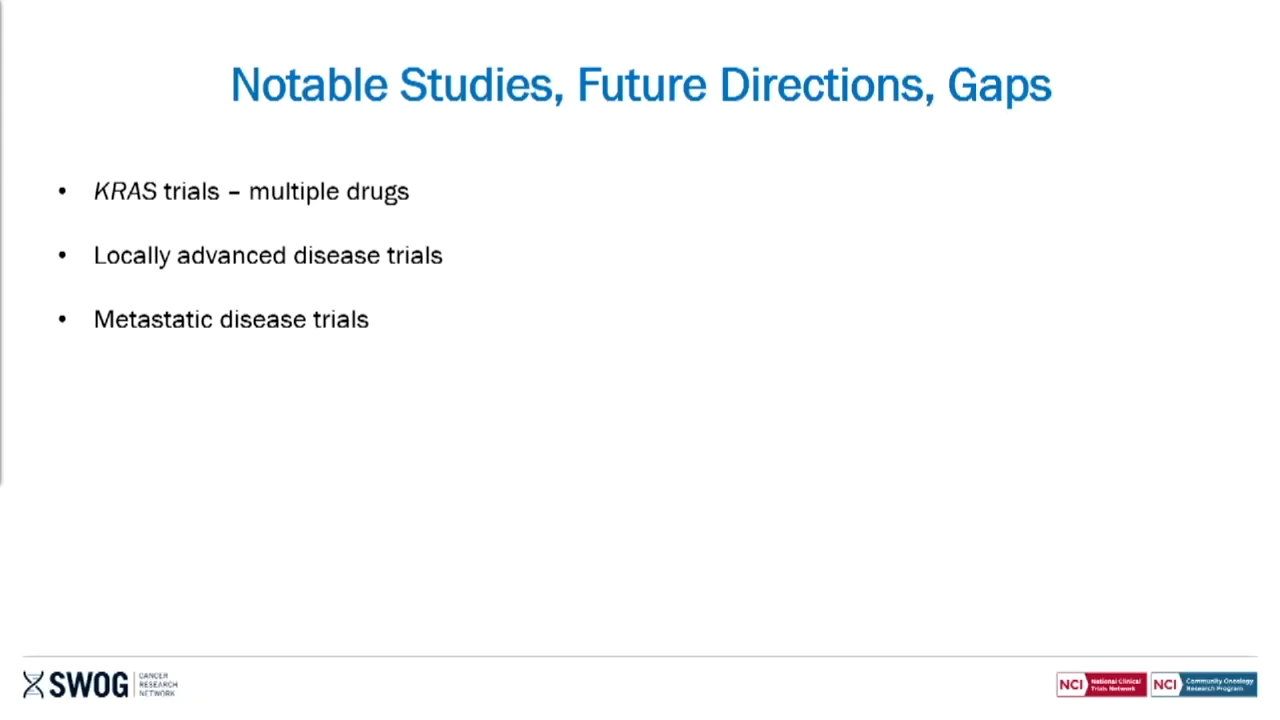 Notable Studies, Future Directions, Gaps
• KRAS trials – multiple drugs
• Locally advanced disease trials
• Metastatic disease trials
SWOG
CANCER
RESEARCH
NETWORK
NCI
National Clinical
Trials Network
NCI
Community Oncology
Research Program